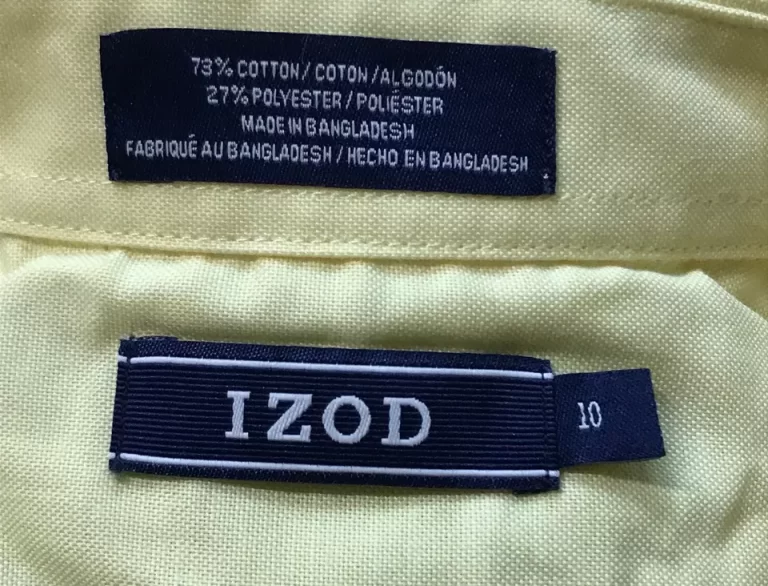 73% COTTON / COTON / ALGODÓN
27% POLYESTER / POLIÉSTER
MADE IN BANGLADESH
FABRIQUÉ AU BANGLADESH / HECHO EN BANGLADESH
IZOD
10